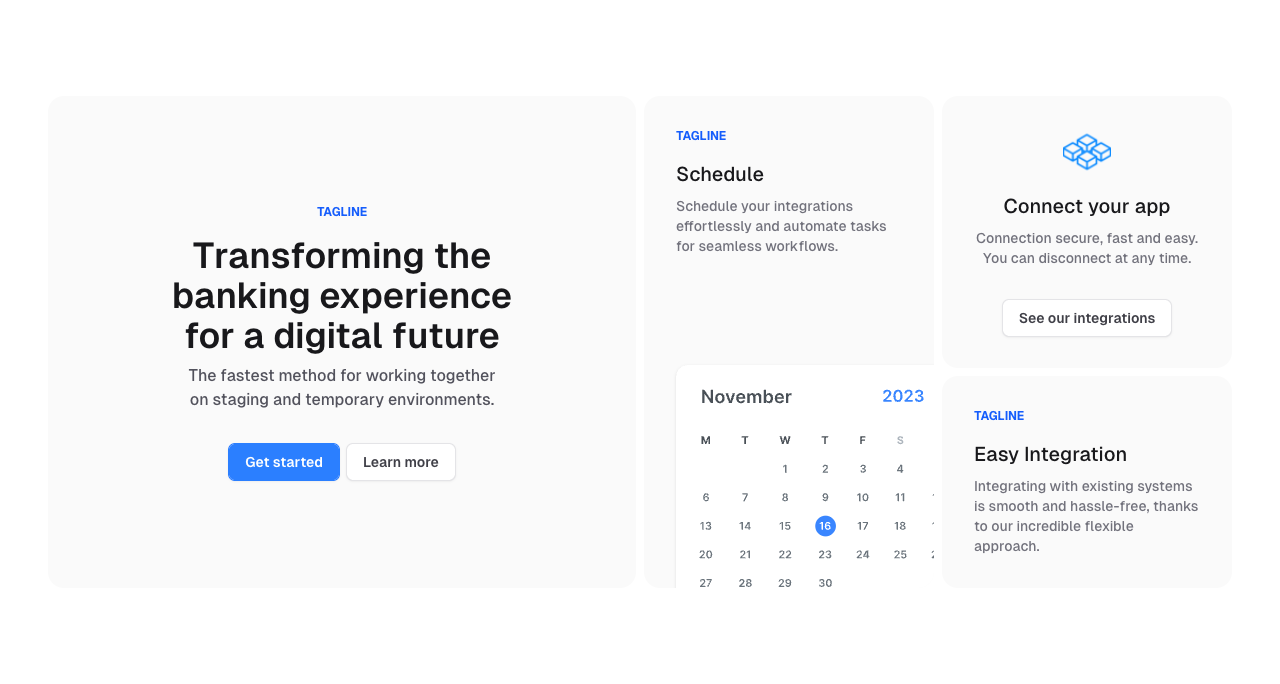 TAGLINE
Transforming the
banking experience
for a digital future
The fastest method for working together
on staging and temporary environments.
Get started
Learn more
TAGLINE
Schedule
Schedule your integrations
effortlessly and automate tasks
for seamless workflows.
November 2023
M T W T F S
1 2 3 4
6 7 8 9 10 11
13 14 15 16 17 18
20 21 22 23 24 25
27 28 29 30
Connect your app
Connection secure, fast and easy.
You can disconnect at any time.
See our integrations
TAGLINE
Easy Integration
Integrating with existing systems
is smooth and hassle-free, thanks
to our incredible flexible
approach.